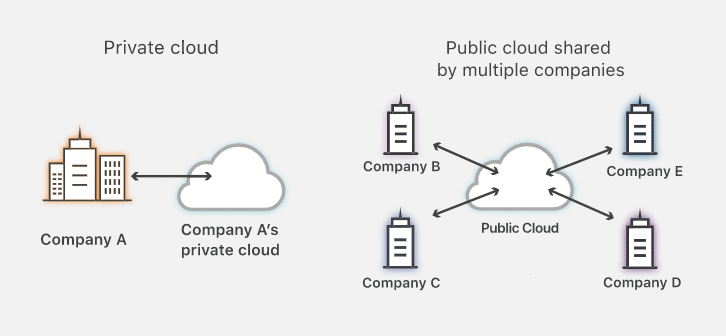 Private cloud
Company A
Company A's
private cloud
Public cloud shared
by multiple companies
Company B
Company E
Public Cloud
Company C
Company D